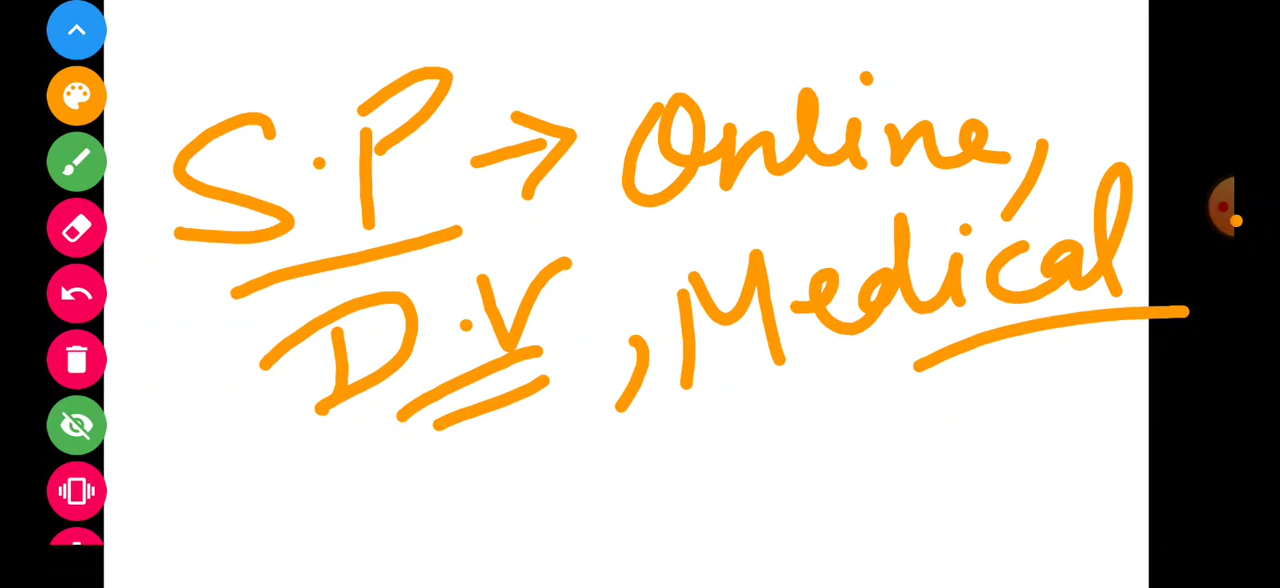 S.P → Online,
D.V, Medical